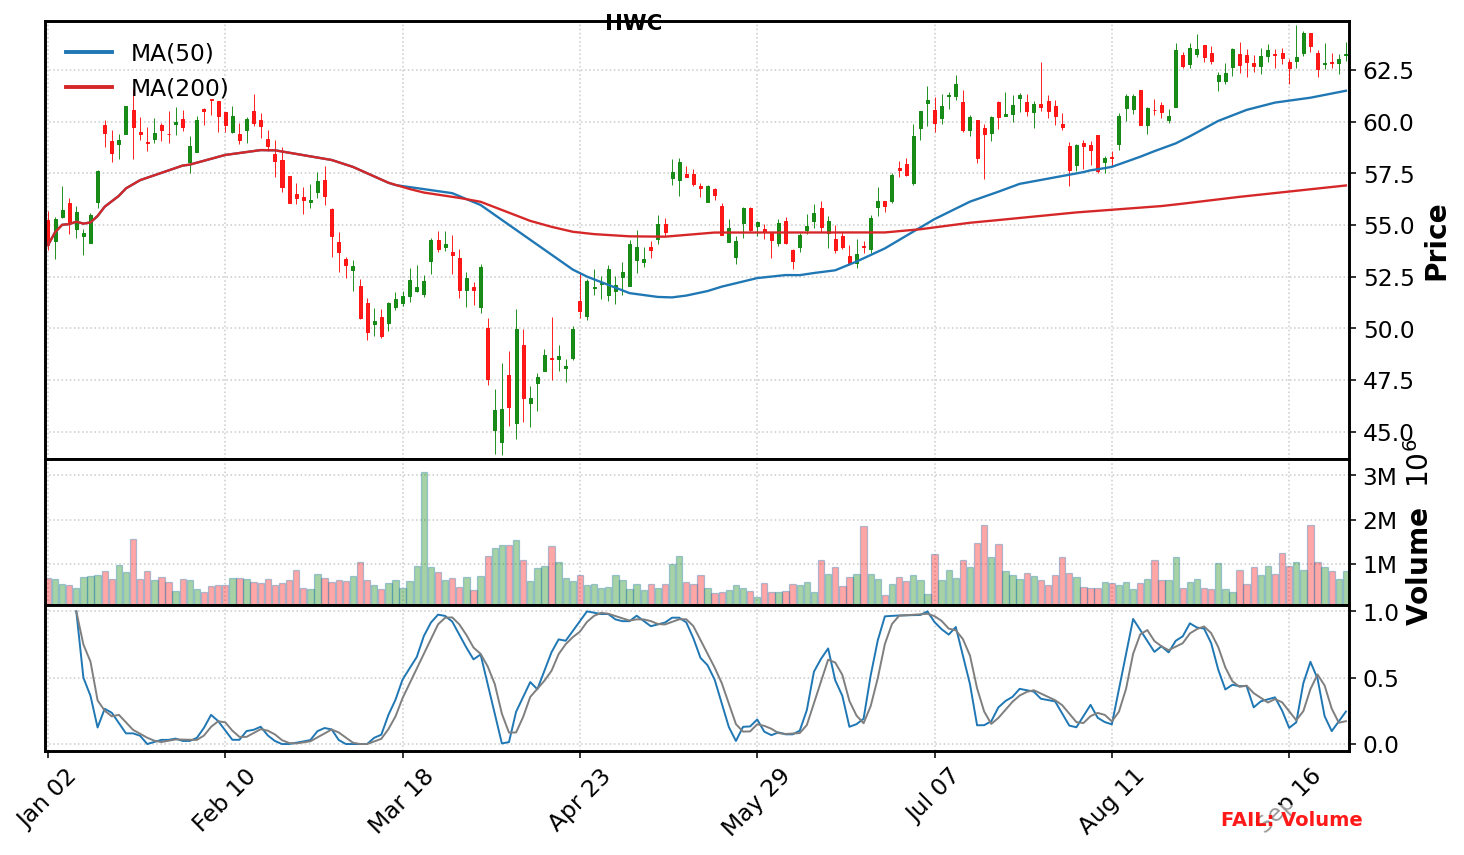 HWC
MA(50)
MA(200)
62.5
60.0
57.5
55.0
52.5
50.0
47.5
45.0
Price
10^6
3M
2M
1M
Volume
1.0
0.5
0.0
Jan 02
Feb 10
Mar 18
Apr 23
May 29
Jul 07
Aug 11
Sep 16
FAIL: Volume